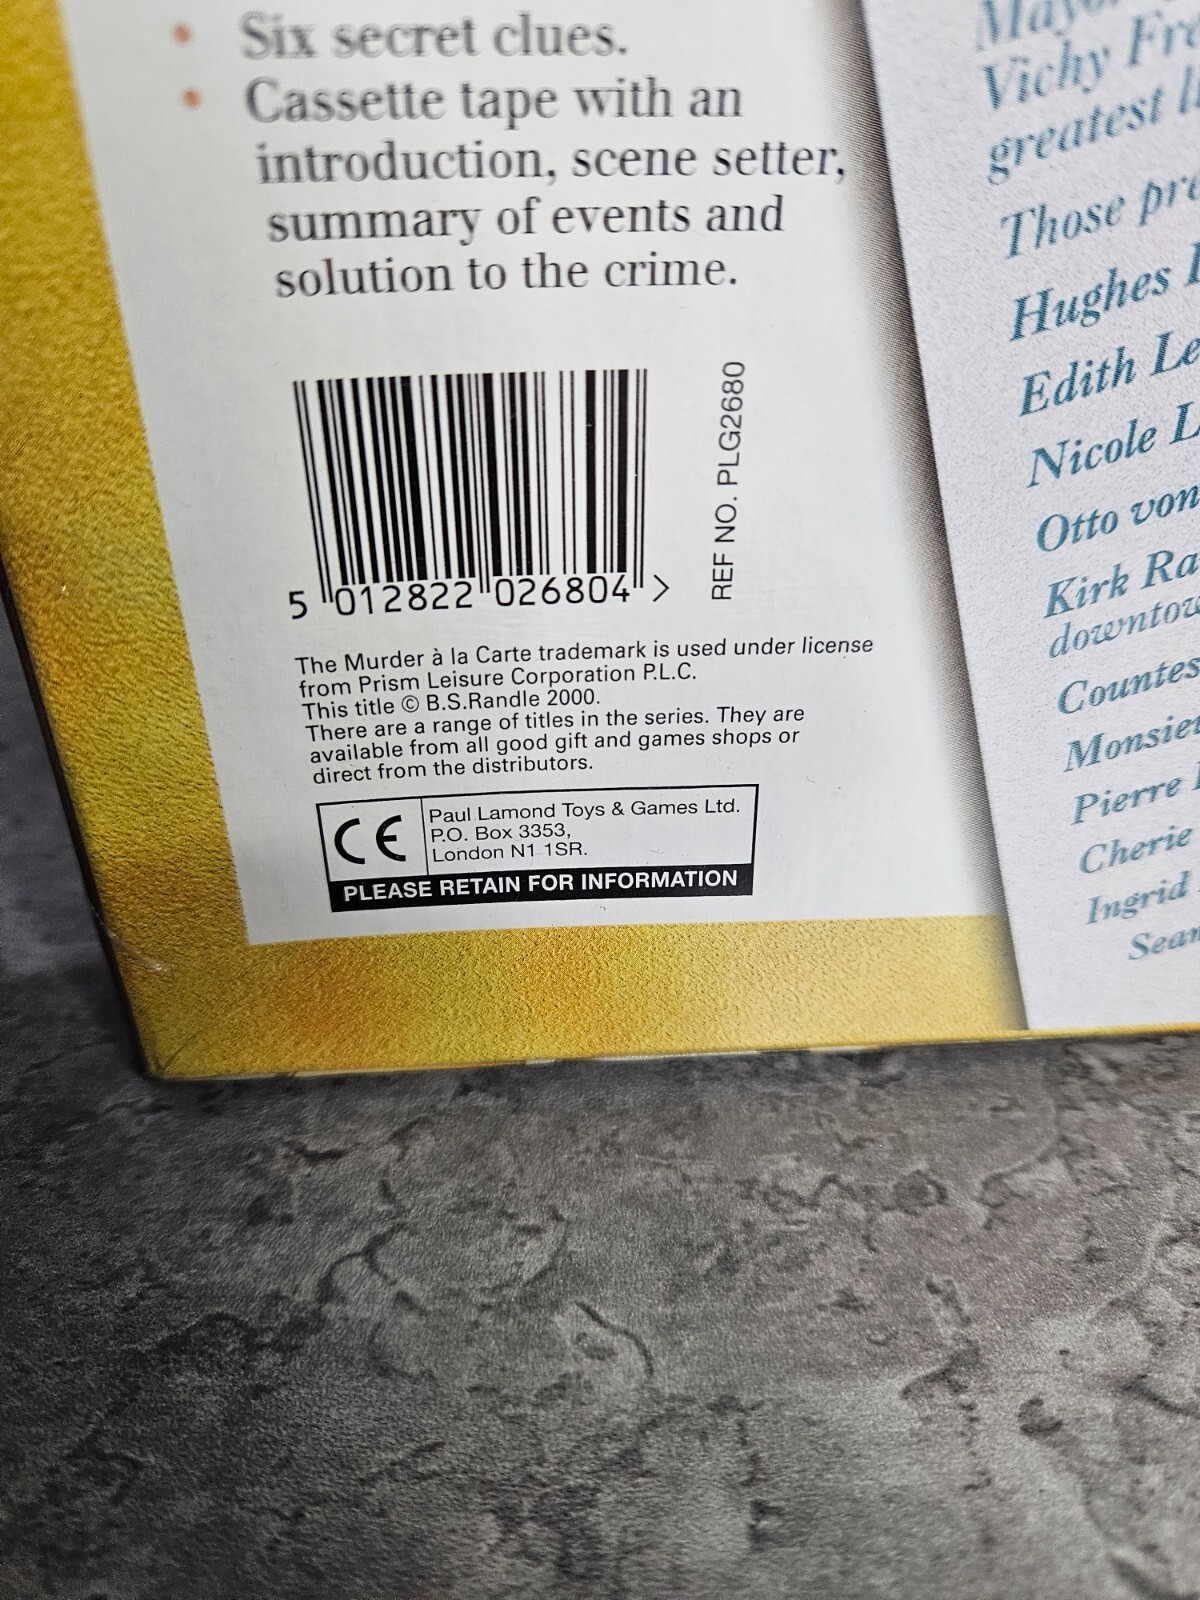 Six secret clues.
Cassette tape with an
introduction, scene setter,
summary of events and
solution to the crime.
5 012822 026804 >
REF NO. PLG2680
The Murder à la Carte trademark is used under license
from Prism Leisure Corporation P.L.C.
This title © B.S.Randle 2000.
There are a range of titles in the series. They are
available from all good gift and games shops or
direct from the distributors.
CE
Paul Lamond Toys & Games Ltd.
P.O. Box 3353,
London N1 1SR.
PLEASE RETAIN FOR INFORMATION
Vichy
greatest
Those
Hughes
Edith
Nicole
Otto von
Kirk
Pierre
Cherie
Ingrid